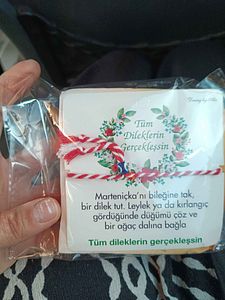 Tüm
Dileklerin
Gerçekleşsin
Marteniçka'nı bileğine tak,
bir dilek tut. Leylek ya da kırlangıç
gördüğünde düğümü çöz ve
bir ağaç dalına bağla
Tüm dileklerin gerçekleşsin